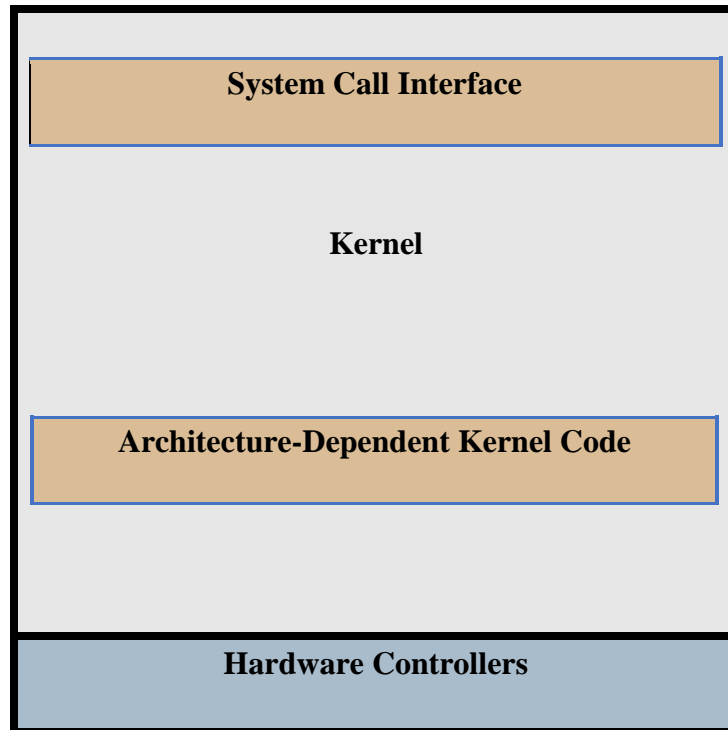 System Call Interface
Kernel
Architecture-Dependent Kernel Code
Hardware Controllers